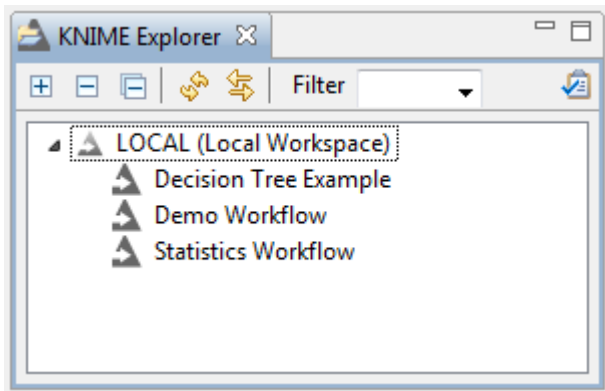 KNIME Explorer
Filter
LOCAL (Local Workspace)
Decision Tree Example
Demo Workflow
Statistics Workflow